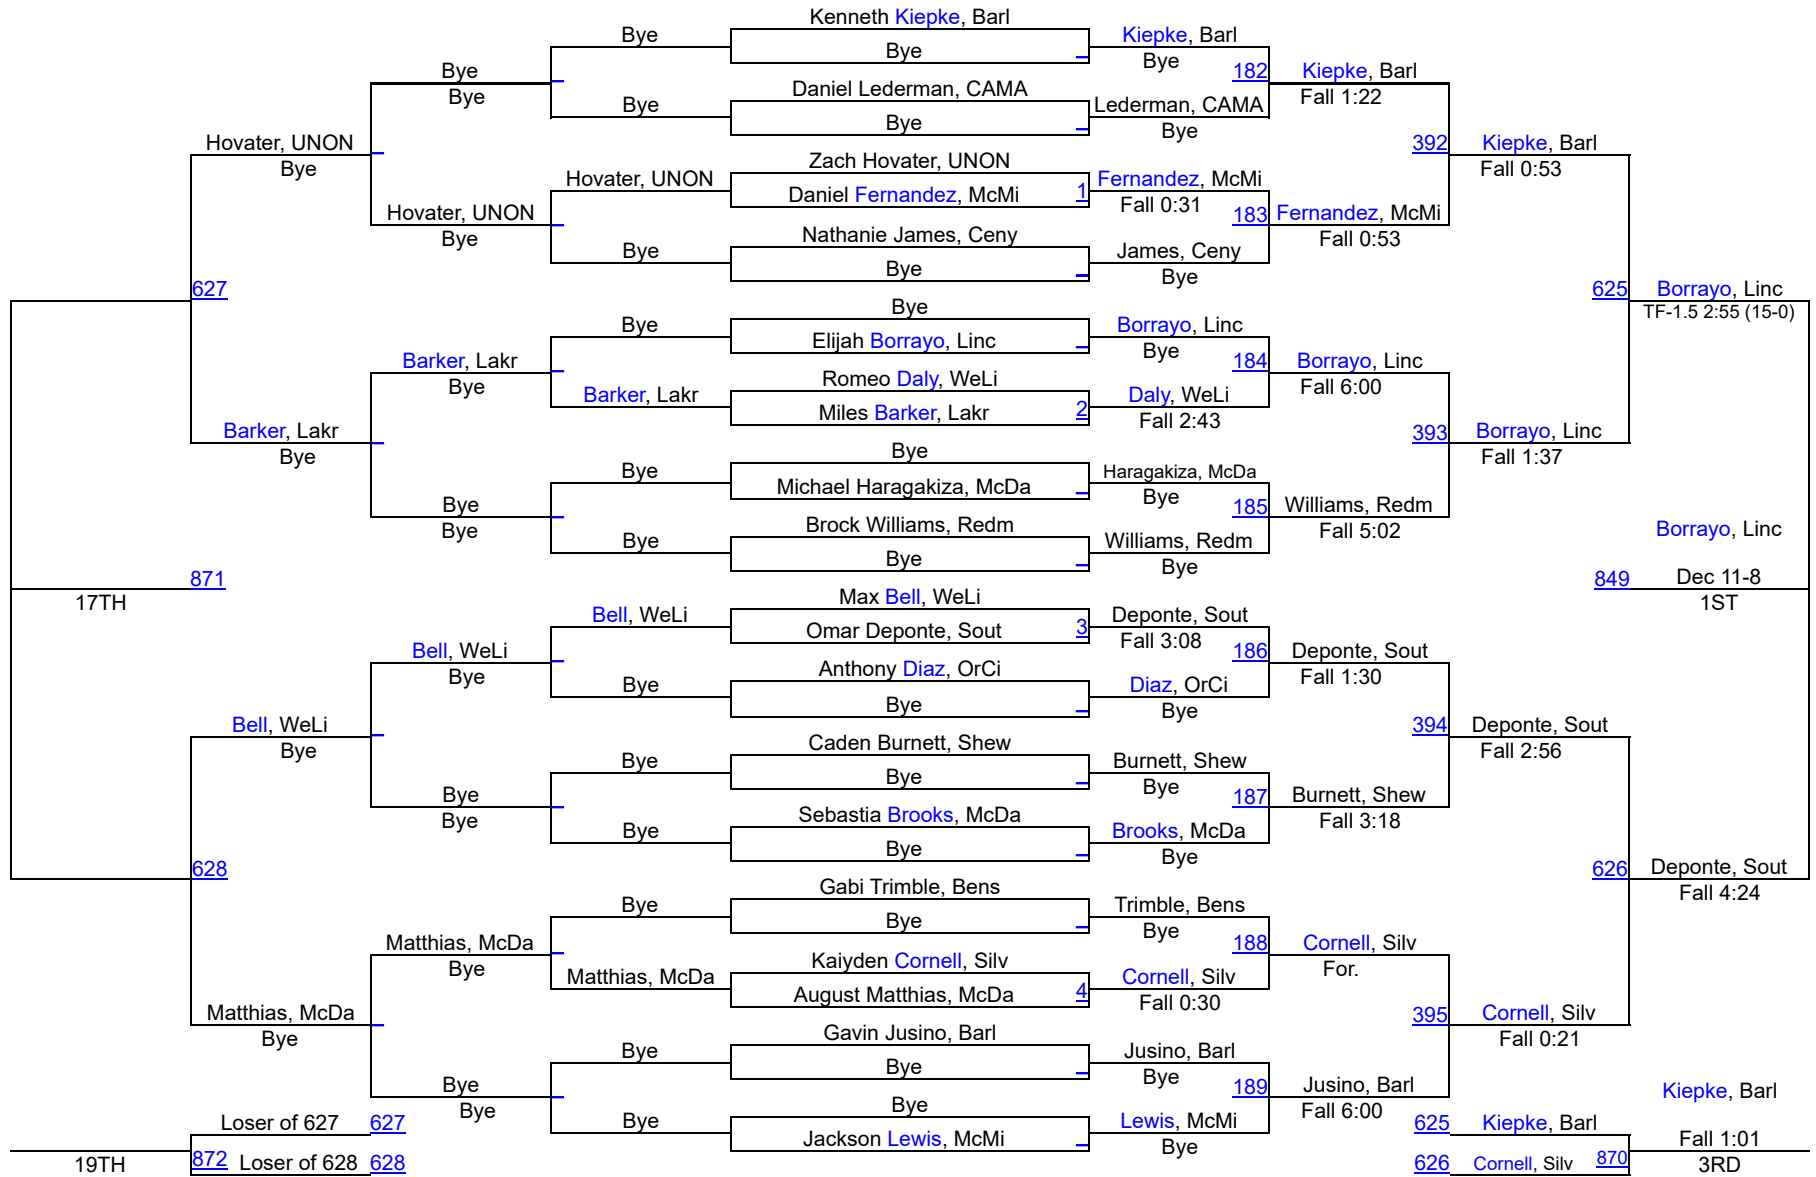 Kenneth Kiepke, Barl
Bye
Kiepke, Barl
Bye
Bye
Bye
182
Kiepke, Barl
Bye
Bye
Daniel Lederman, CAMA
Fall 1:22
Bye
Lederman, CAMA
Bye
Bye
Hovater, UNON
Bye
392
Kiepke, Barl
Fall 0:53
Zach Hovater, UNON
Hovater, UNON
Daniel Fernandez, McMi
1
Fernandez, McMi
Fall 0:31
Hovater, UNON
Bye
183
Fernandez, McMi
Fall 0:53
Nathanie James, Ceny
Bye
Bye
James, Ceny
Bye
627
625
Borrayo, Linc
TF-1.5 2:55 (15-0)
Bye
Bye
Elijah Borrayo, Linc
Borrayo, Linc
Bye
Barker, Lakr
Bye
184
Borrayo, Linc
Fall 6:00
Romeo Daly, WeLi
Barker, Lakr
Miles Barker, Lakr
2
Daly, WeLi
Fall 2:43
Barker, Lakr
Bye
393
Borrayo, Linc
Fall 1:37
Bye
Bye
Michael Haragakiza, McDa
Haragakiza, McDa
Bye
Bye
Bye
185
Williams, Redm
Fall 5:02
Brock Williams, Redm
Bye
Bye
Williams, Redm
Bye
Borrayo, Linc
871
17TH
849
Dec 11-8
1ST
Max Bell, WeLi
Bell, WeLi
Omar Deponte, Sout
3
Deponte, Sout
Fall 3:08
Bell, WeLi
Bye
186
Deponte, Sout
Fall 1:30
Anthony Diaz, OrCi
Bye
Bye
Diaz, OrCi
Bye
Bell, WeLi
Bye
394
Deponte, Sout
Fall 2:56
Caden Burnett, Shew
Bye
Bye
Burnett, Shew
Bye
Bye
Bye
187
Burnett, Shew
Fall 3:18
Sebastia Brooks, McDa
Bye
Bye
Brooks, McDa
Bye
628
626
Deponte, Sout
Fall 4:24
Gabi Trimble, Bens
Bye
Bye
Trimble, Bens
Bye
Matthias, McDa
Bye
188
Cornell, Silv
For.
Kaiyden Cornell, Silv
Matthias, McDa
August Matthias, McDa
4
Cornell, Silv
Fall 0:30
Matthias, McDa
Bye
395
Cornell, Silv
Fall 0:21
Gavin Jusino, Barl
Bye
Bye
Jusino, Barl
Bye
Bye
Bye
189
Jusino, Barl
Fall 6:00
Kiepke, Barl
Bye
Bye
Jackson Lewis, McMi
Lewis, McMi
Bye
Loser of 627
627
625
Kiepke, Barl
Fall 1:01
19TH
872
Loser of 628
628
626
Cornell, Silv
870
3RD